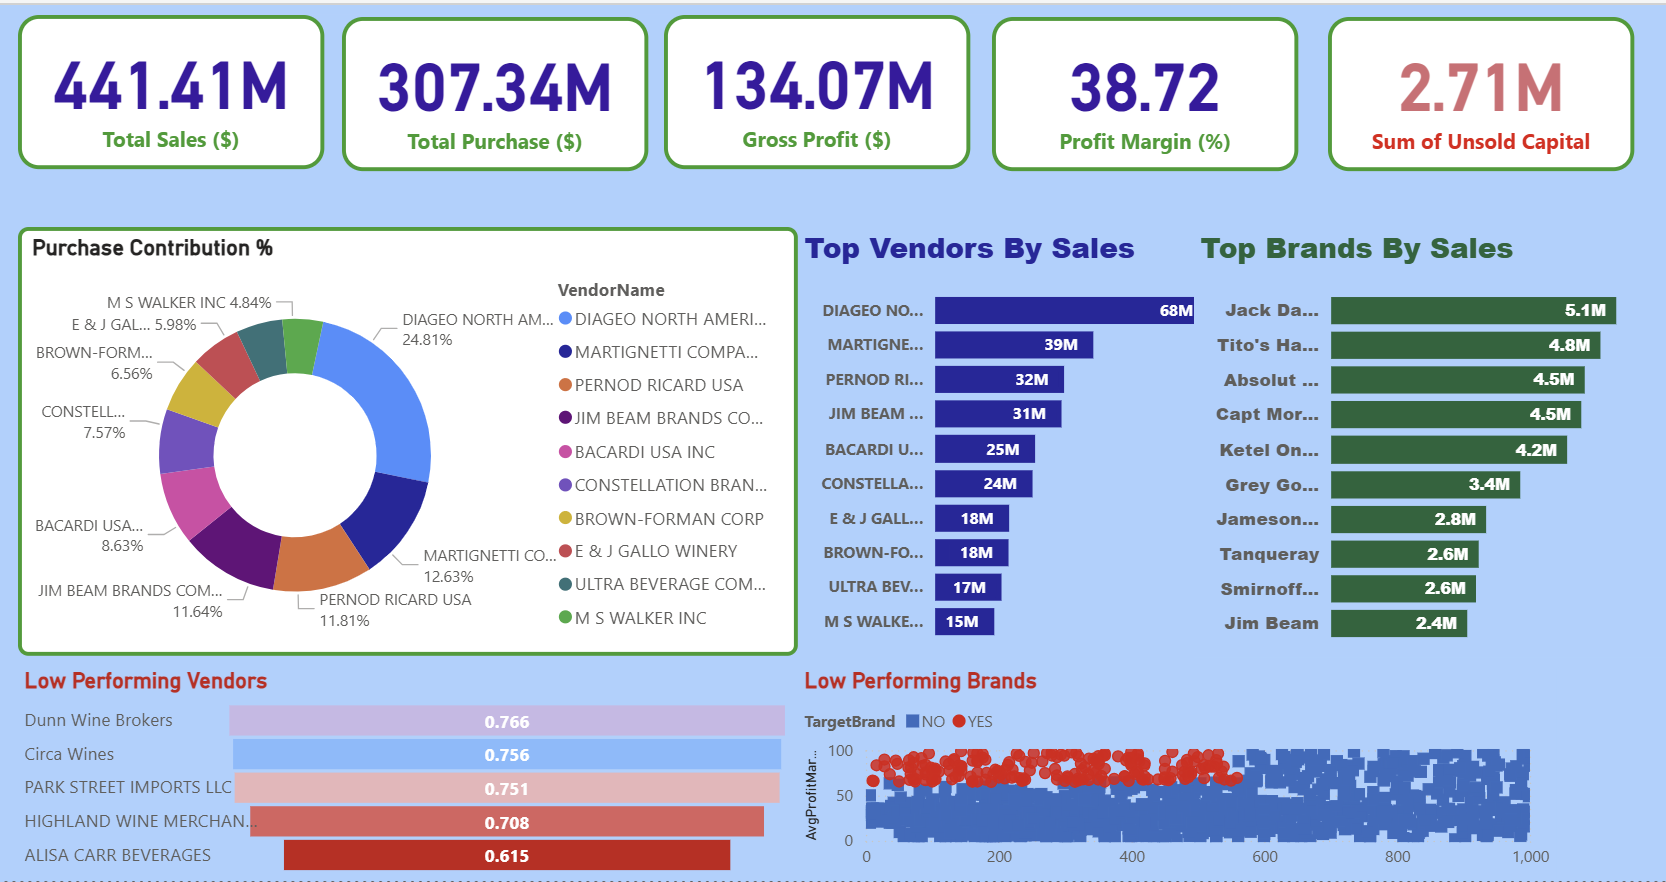 441.41M
Total Sales ($)
307.34M
Total Purchase ($)
134.07M
Gross Profit ($)
38.72
Profit Margin (%)
2.71M
Sum of Unsold Capital
Purchase Contribution %
M S WALKER INC 4.84%
E & J GAL... 5.98%
BROWN-FORM...
6.56%
CONSTELL...
7.57%
BACARDI USA...
8.63%
JIM BEAM BRANDS COM...
11.64%
PERNOD RICARD USA
11.81%
MARTIGNETTI CO...
12.63%
DIAGEO NORTH AM...
24.81%
VendorName
DIAGEO NORTH AMERI...
MARTIGNETTI COMPA...
PERNOD RICARD USA
JIM BEAM BRANDS CO...
BACARDI USA INC
CONSTELLATION BRAN...
BROWN-FORMAN CORP
E & J GALLO WINERY
ULTRA BEVERAGE COM...
M S WALKER INC
Top Vendors By Sales
DIAGEO NO... 68M
MARTIGNE... 39M
PERNOD RI... 32M
JIM BEAM ... 31M
BACARDI U... 25M
CONSTELLA... 24M
E & J GALL... 18M
BROWN-FO... 18M
ULTRA BEV... 17M
M S WALKE... 15M
Top Brands By Sales
Jack Da... 5.1M
Tito's Ha... 4.8M
Absolut ... 4.5M
Capt Mor... 4.5M
Ketel On... 4.2M
Grey Go... 3.4M
Jameson... 2.8M
Tanqueray 2.6M
Smirnoff... 2.6M
Jim Beam 2.4M
Low Performing Vendors
Dunn Wine Brokers 0.766
Circa Wines 0.756
PARK STREET IMPORTS LLC 0.751
HIGHLAND WINE MERCHAN... 0.708
ALISA CARR BEVERAGES 0.615
Low Performing Brands
TargetBrand NO YES
AvgProfitMar...
100
50
0
0 200 400 600 800 1,000